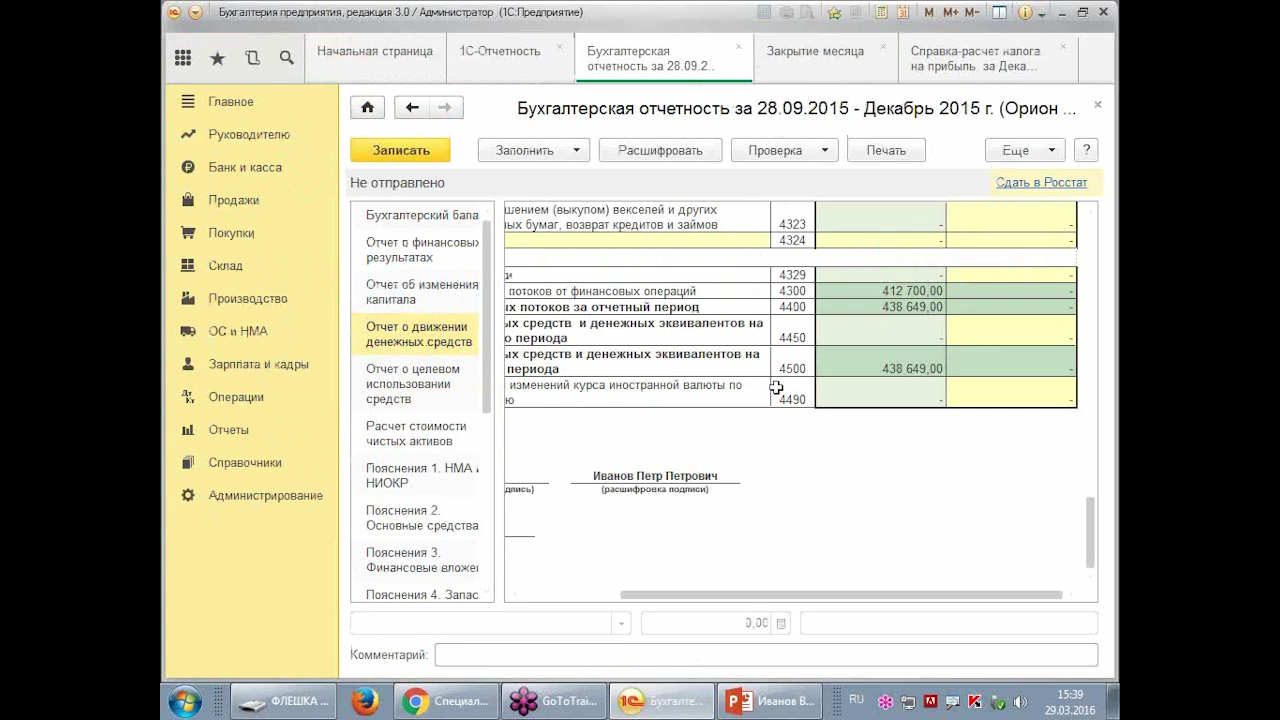 Бухгалтерия предприятия, редакция 3.0 / Администратор (1С:Предприятие)
M M+ M-
Начальная страница
1С-Отчетность
Бухгалтерская
отчетность за 28.09.2..
Закрытие месяца
Справка-расчет налога
на прибыль за Дека...
Главное
Руководителю
Банк и касса
Продажи
Покупки
Склад
Производство
ОС и НМА
Зарплата и кадры
Операции
Отчеты
Справочники
Администрирование
Бухгалтерская отчетность за 28.09.2015 - Декабрь 2015 г. (Орион ...
Записать
Заполнить
Расшифровать
Проверка
Печать
Еще
?
Не отправлено
Сдать в Росстат
Бухгалтерский бала
Отчет о финансовых
результатах
Отчет об изменения
капитала
Отчет о движении
денежных средств
Отчет о целевом
использовании
средств
Расчет стоимости
чистых активов
Пояснения 1. НМА
НИОКР
Пояснения 2.
Основные средства
Пояснения 3.
Финансовые вложе
Пояснения 4. Запас
шением (выкупом) векселей и других
ных бумаг, возврат кредитов и займов 4323 - -
4324 - -
ди 4329 - -
потоков от финансовых операций 4300 412 700,00 -
ых потоков за отчетный период 4400 438 649,00 -
ых средств и денежных эквивалентов на
о периода 4450 - -
ых средств и денежных эквивалентов на
периода 4500 438 649,00 -
изменений курса иностранной валюты по
ю 4490 - -
Иванов Петр Петрович
дпись) (расшифровка подписи)
0,00
Комментарий:
ФЛЕШКА ...
Специал...
GoToTrai...
Бухгалте...
Иванов В...
RU
15:39
29.03.2016